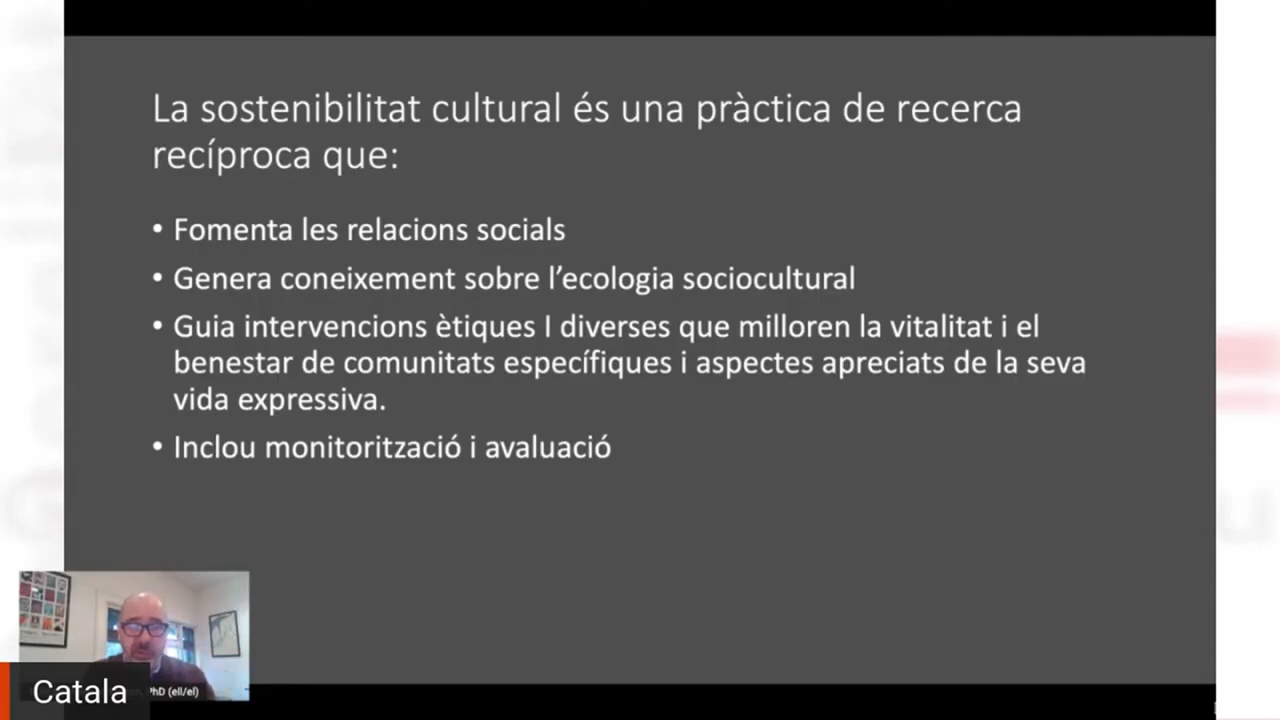 La sostenibilitat cultural és una pràctica de recerca
recíproca que:
• Fomenta les relacions socials
• Genera coneixement sobre l’ecologia sociocultural
• Guia intervencions ètiques I diverses que milloren la vitalitat i el
benestar de comunitats específiques i aspectes apreciats de la seva
vida expressiva.
• Inclou monitorització i avaluació
PhD (ell/el)
Catala